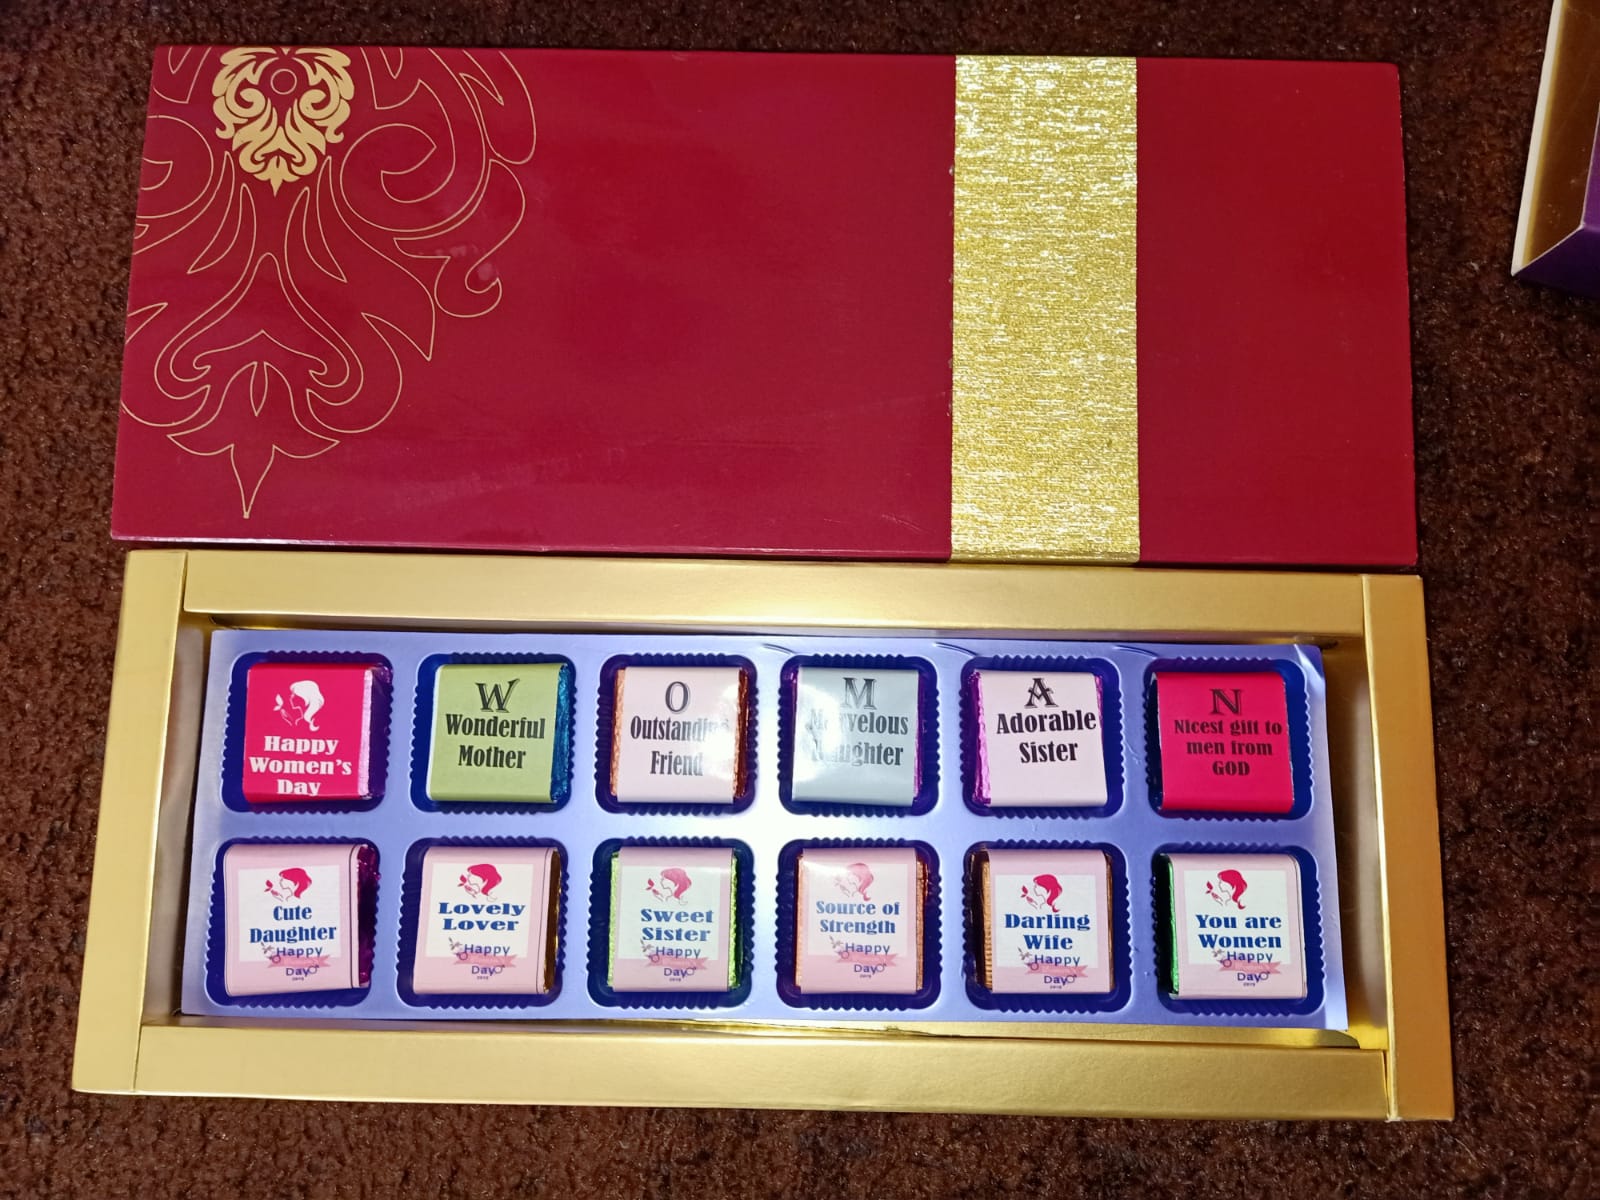 Happy
Women's
Day
W
Wonderful
Mother
O
Outstanding
Friend
M
Marvelous
Daughter
A
Adorable
Sister
N
Nicest gift to
men from
GOD
Cute
Daughter
Happy
Day
Lovely
Lover
Happy
Day
Sweet
Sister
Happy
Day
Source of
Strength
Happy
Day
Darling
Wife
Happy
Day
You are
Women
Happy
Day